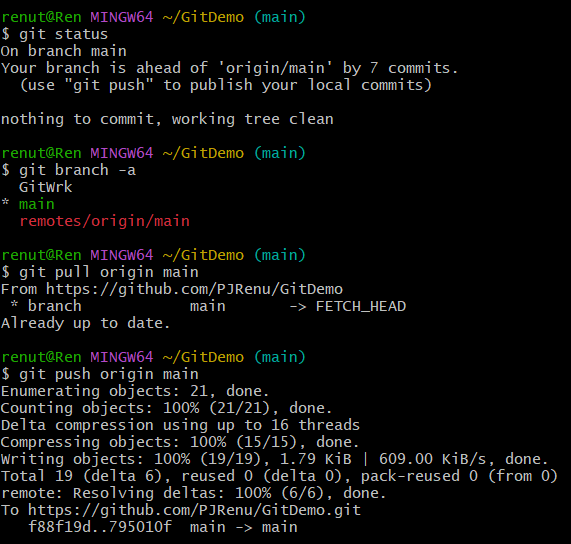 renut@Ren MINGW64 ~/GitDemo (main)
$ git status
On branch main
Your branch is ahead of 'origin/main' by 7 commits.
  (use "git push" to publish your local commits)

nothing to commit, working tree clean

renut@Ren MINGW64 ~/GitDemo (main)
$ git branch -a
  GitWrk
* main
  remotes/origin/main

renut@Ren MINGW64 ~/GitDemo (main)
$ git pull origin main
From https://github.com/PJRenu/GitDemo
 * branch            main       -> FETCH_HEAD
Already up to date.

renut@Ren MINGW64 ~/GitDemo (main)
$ git push origin main
Enumerating objects: 21, done.
Counting objects: 100% (21/21), done.
Delta compression using up to 16 threads
Compressing objects: 100% (15/15), done.
Writing objects: 100% (19/19), 1.79 KiB | 609.00 KiB/s, done.
Total 19 (delta 6), reused 0 (delta 0), pack-reused 0 (from 0)
remote: Resolving deltas: 100% (6/6), done.
To https://github.com/PJRenu/GitDemo.git
   f88f19d..795010f  main -> main